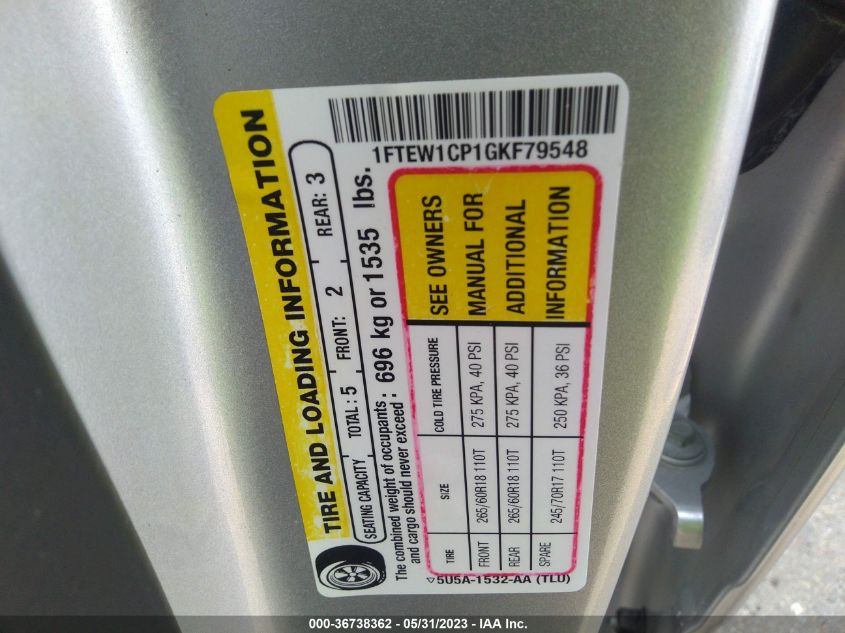 1FTEW1CP1GKF79548
TIRE AND LOADING INFORMATION
SEATING CAPACITY TOTAL: 5 FRONT: 2 REAR: 3
The combined weight of occupants : 696 kg or 1535 lbs.
and cargo should never exceed :
TIRE SIZE COLD TIRE PRESSURE
FRONT 265/60R18 110T 275 KPA, 40 PSI
REAR 265/60R18 110T 275 KPA, 40 PSI
SPARE 245/70R17 110T 250 KPA, 36 PSI
SEE OWNERS
MANUAL FOR
ADDITIONAL
INFORMATION
5U5A-1532-AA (TLU)
000-36738362 - 05/31/2023 - IAA Inc.